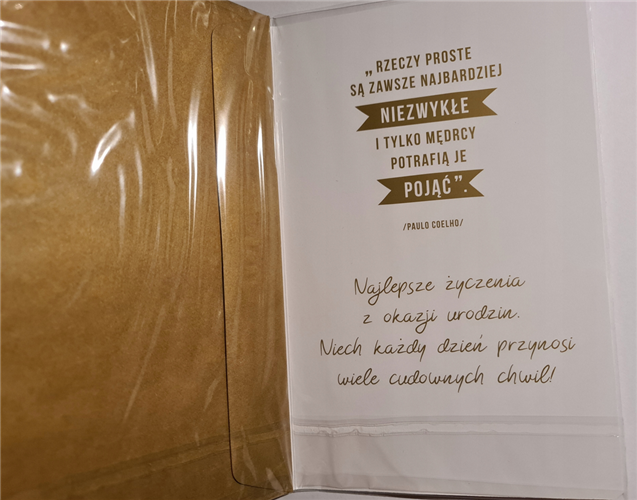 „RZECZY PROSTE
SĄ ZAWSZE NAJBARDZIEJ
NIEZWYKŁE
I TYLKO MĘDRCY
POTRAFIĄ JE
POJĄĆ”.
/PAULO COELHO/
Najlepsze życzenia
z okazji urodzin.
Niech każdy dzień przynosi
wiele cudownych chwil!